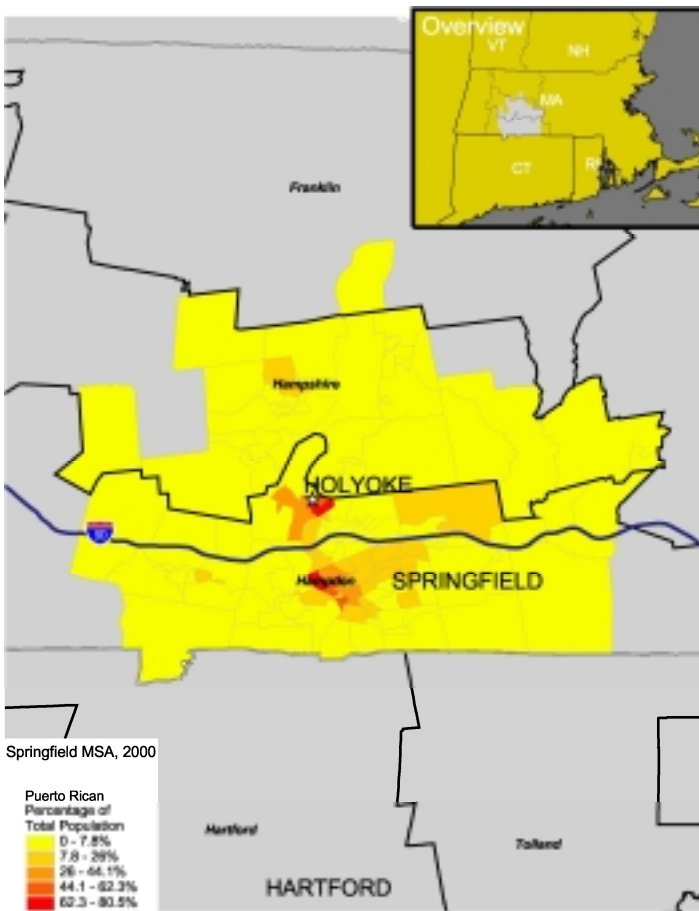 Overview
VT
NH
MA
CT
RI
Franklin
Hampshire
HOLYOKE
90
Hampden
SPRINGFIELD
Springfield MSA, 2000
Puerto Rican
Percentage of
Total Population
0 - 7.8%
7.8 - 26%
26 - 44.1%
44.1 - 62.3%
62.3 - 80.5%
Hartford
Tolland
HARTFORD